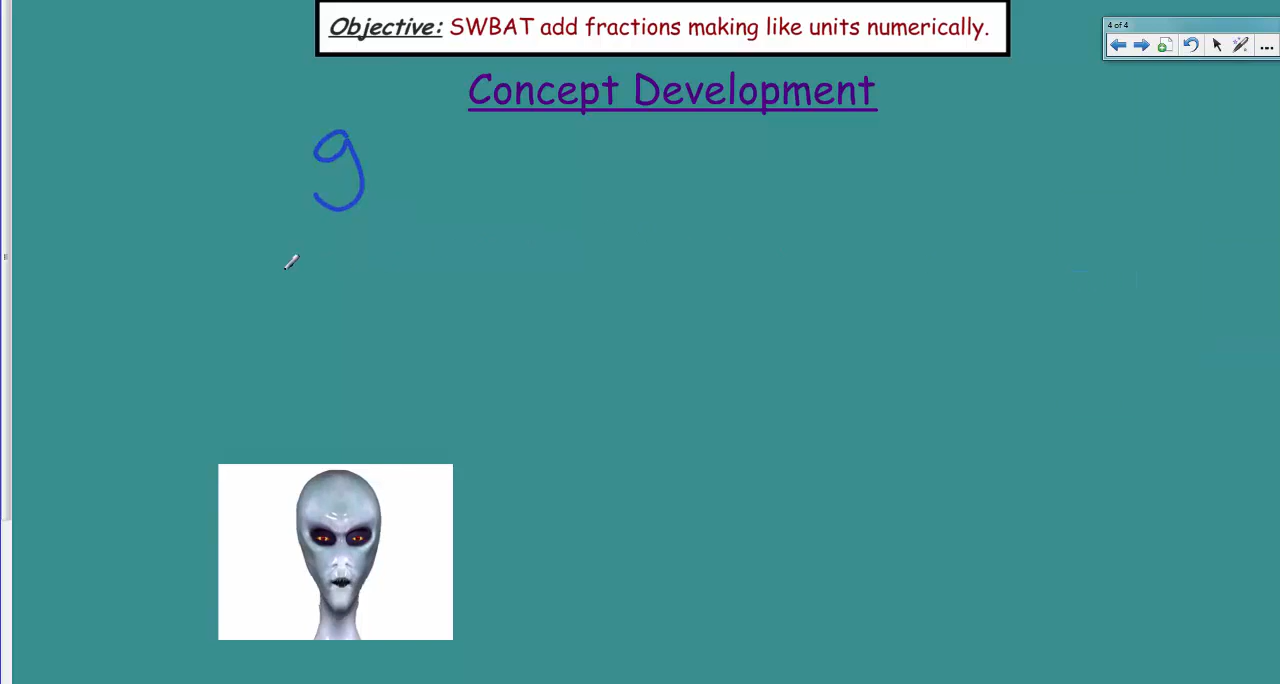 4 of 4
Objective: SWBAT add fractions making like units numerically.
Concept Development
9